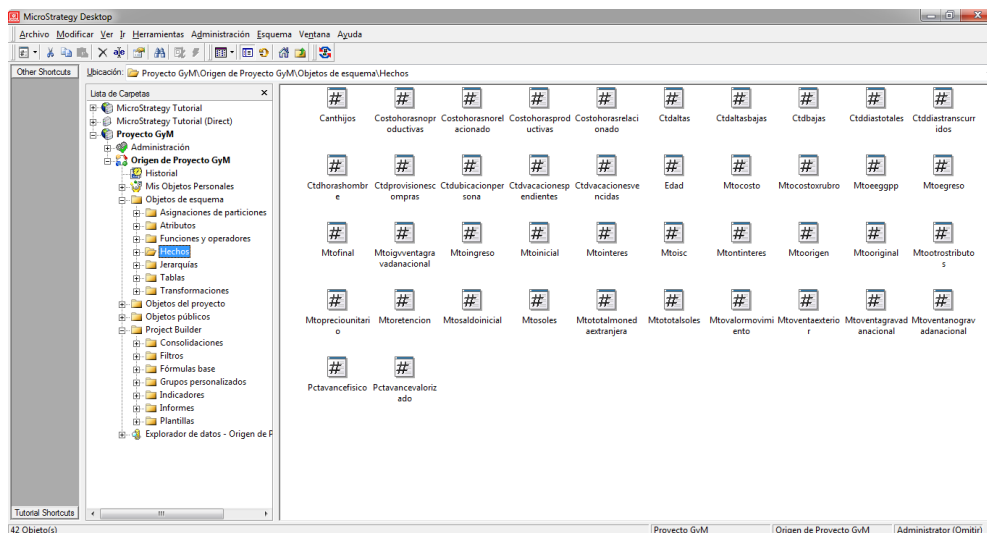 MicroStrategy Desktop
Archivo Modificar Ver Ir Herramientas Administración Esquema Ventana Ayuda
Other Shortcuts
Ubicación: Proyecto GyM\Origen de Proyecto GyM\Objetos de esquema\Hechos
Lista de Carpetas
MicroStrategy Tutorial
MicroStrategy Tutorial (Direct)
Proyecto GyM
Administración
Origen de Proyecto GyM
Historial
Mis Objetos Personales
Objetos de esquema
Asignaciones de particiones
Atributos
Funciones y operadores
Hechos
Jerarquías
Tablas
Transformaciones
Objetos del proyecto
Objetos públicos
Project Builder
Consolidaciones
Filtros
Fórmulas base
Grupos personalizados
Indicadores
Informes
Plantillas
Explorador de datos - Origen de P
Tutorial Shortcuts
Canthijos Costohorasnopr Costohorasnorel Costohorasprod Costohorasrelaci Ctdaltas Ctdaltasbajas Ctdbajas Ctddiastotales Ctddiastranscurr
oductivas acionado uctivas onado idos
Ctdhorashombr Ctdprovisionesc Ctdubicacionper Ctdvacacionesp Ctdvacacionesve Edad Mtocosto Mtocostoxrubro Mtoeeggpp Mtoegreso
e ompras sona endientes ncidas
Mtofinal Mtoigvventagra Mtoingreso Mtoinicial Mtointeres Mtoisc Mtontinteres Mtoorigen Mtooriginal Mtootrostributo
vadanacional s
Mtopreciounitari Mtoretencion Mtosaldoinicial Mtosoles Mtototalmoned Mtototalsoles Mtovalormovimi Mtoventaexterio Mtoventagravad Mtoventanograv
o aextranjera ento r anacional adanacional
Pctavancefisico Pctavancevaloriz
ado
42 Objeto(s)
Proyecto GyM
Origen de Proyecto GyM
Administrator (Omitir)